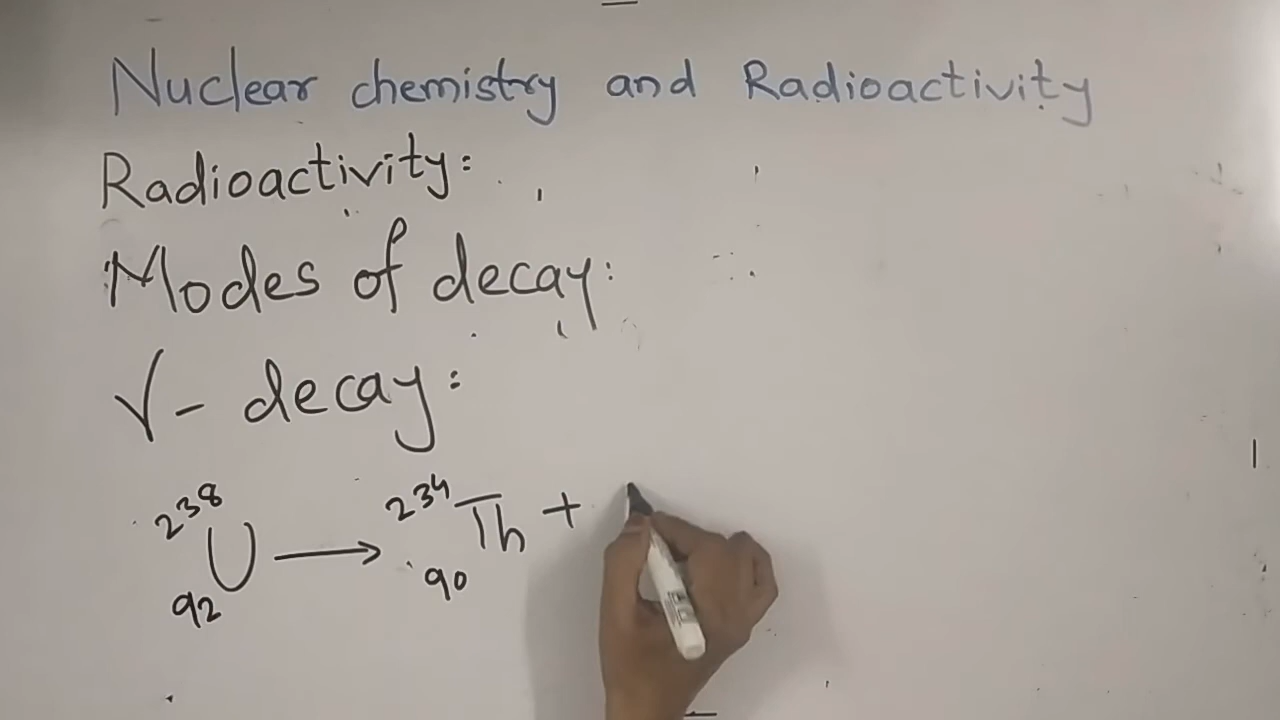 Nuclear chemistry and Radioactivity
Radioactivity:
Modes of decay:
γ- decay:
²³⁸₉₂U → ²³⁴₉₀Th +